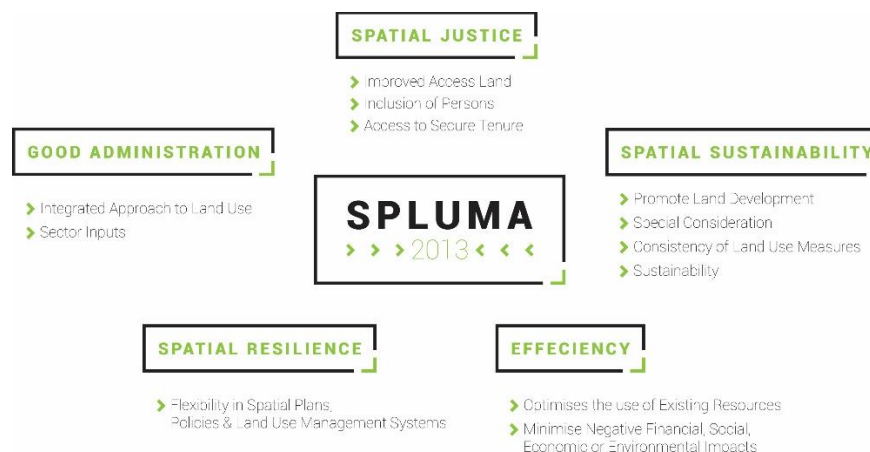 SPATIAL JUSTICE
Improved Access Land
Inclusion of Persons
Access to Secure Tenure
GOOD ADMINISTRATION
Integrated Approach to Land Use
Sector Inputs
SPLUMA
2013
SPATIAL SUSTAINABILITY
Promote Land Development
Special Consideration
Consistency of Land Use Measures
Sustainability
SPATIAL RESILIENCE
Flexibility in Spatial Plans,
Policies & Land Use Management Systems
EFFECIENCY
Optimises the use of Existing Resources
Minimise Negative Financial, Social,
Economic or Environmental Impacts